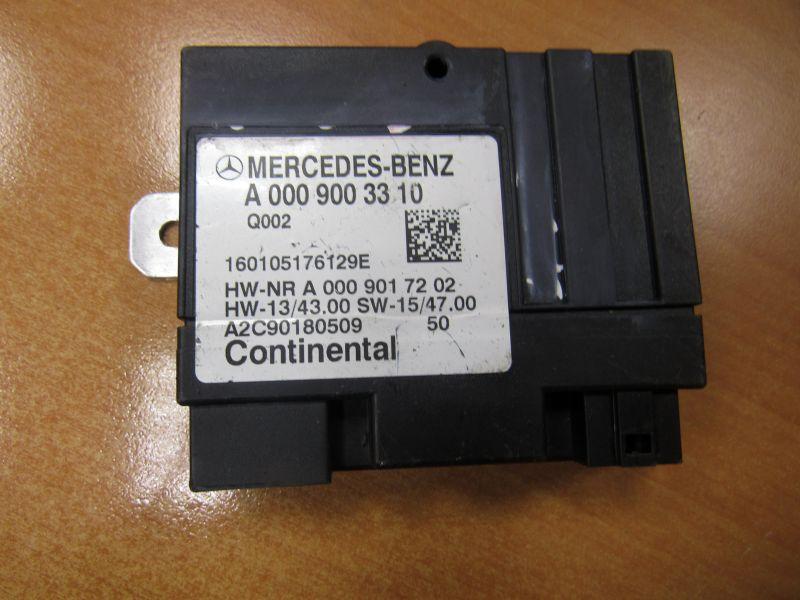 MERCEDES-BENZ
A 000 900 33 10
Q002
160105176129E
HW-NR A 000 901 72 02
HW-13/43.00 SW-15/47.00
A2C90180509 50
Continental